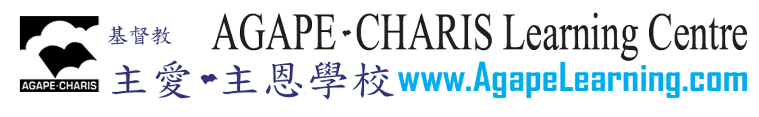 AGAPE·CHARIS
基督教
AGAPE·CHARIS Learning Centre
主愛·主恩學校
www.AgapeLearning.com